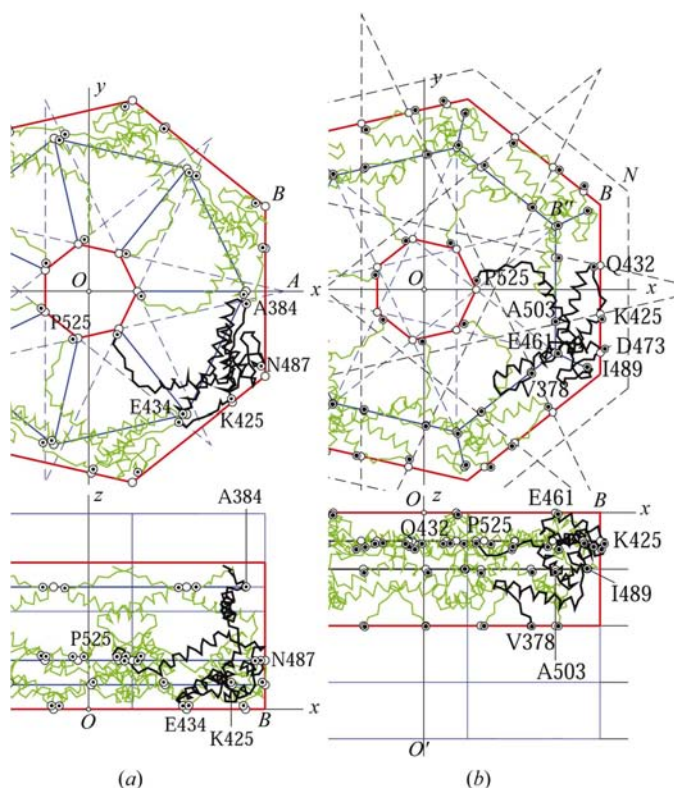 y
B
O
A
x
P525
A384
N487
E434
K425
z
A384
P525
N487
O
E434
B
x
K425
(a)
y
N
B
B″
Q432
O
x
P525
A503
K425
E461
D473
I489
V378
O
z
E461
B
x
Q432
P525
K425
I489
V378
A503
O′
(b)